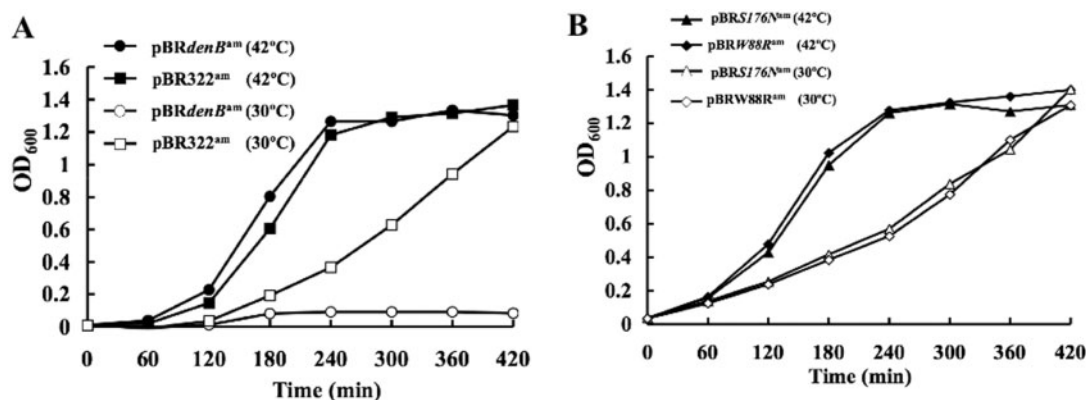 A
pBRdenBᵃᵐ (42°C)
pBR322ᵃᵐ (42°C)
pBRdenBᵃᵐ (30°C)
pBR322ᵃᵐ (30°C)
OD₆₀₀
1.6
1.4
1.2
1
0.8
0.6
0.4
0.2
0
0 60 120 180 240 300 360 420
Time (min)
B
pBRS176Nᵃᵐ (42°C)
pBRW88Rᵃᵐ (42°C)
pBRS176Nᵃᵐ (30°C)
pBRW88Rᵃᵐ (30°C)
OD₆₀₀
1.6
1.4
1.2
1
0.8
0.6
0.4
0.2
0
0 60 120 180 240 300 360 420
Time (min)